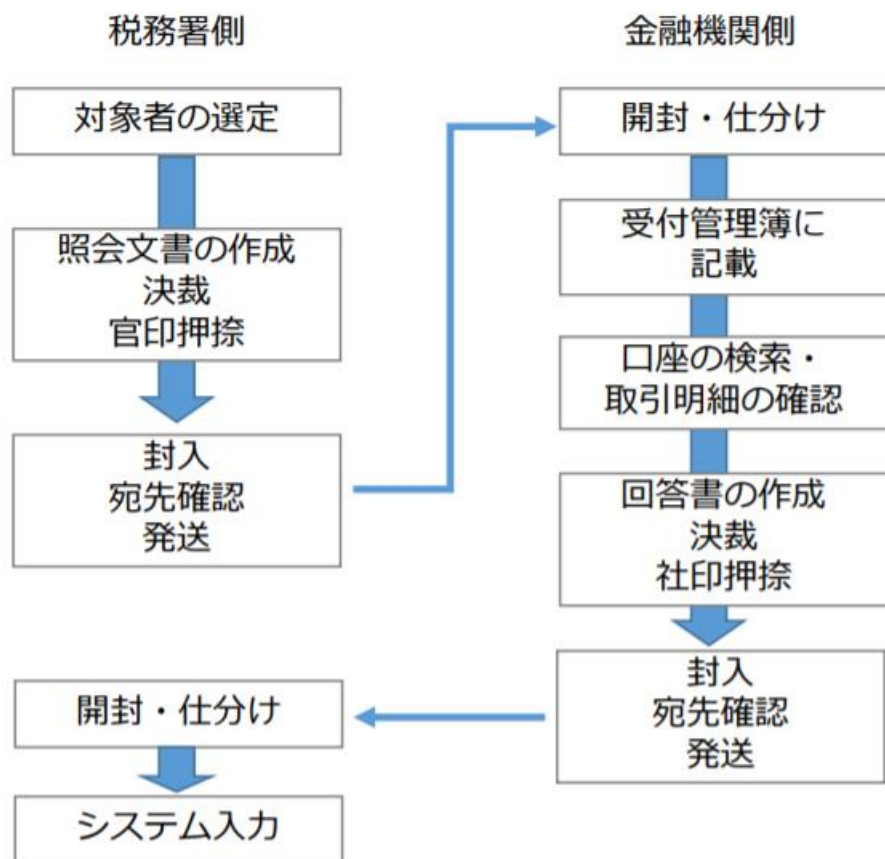 税務署側
対象者の選定
照会文書の作成
決裁
官印押捺
封入
宛先確認
発送
金融機関側
開封・仕分け
受付管理簿に
記載
口座の検索・
取引明細の確認
回答書の作成
決裁
社印押捺
封入
宛先確認
発送
開封・仕分け
システム入力